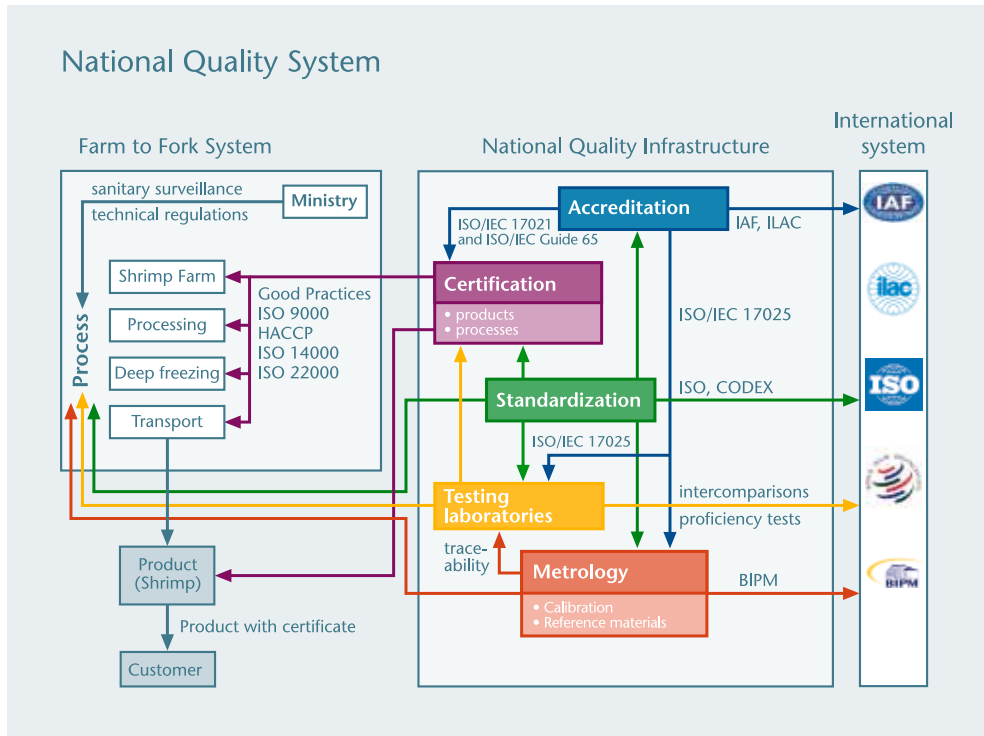 National Quality System
Farm to Fork System
National Quality Infrastructure
International
system
sanitary surveillance
technical regulations
Ministry
Process
Shrimp Farm
Processing
Deep freezing
Transport
Good Practices
ISO 9000
HACCP
ISO 14000
ISO 22000
Product
(Shrimp)
Product with certificate
Customer
Accreditation
ISO/IEC 17021
and ISO/IEC Guide 65
IAF, ILAC
Certification
• products
• processes
ISO/IEC 17025
Standardization
ISO, CODEX
ISO/IEC 17025
Testing
laboratories
intercomparisons
proficiency tests
trace-
ability
Metrology
• Calibration
• Reference materials
BIPM
IAF
ilac
ISO
BIPM